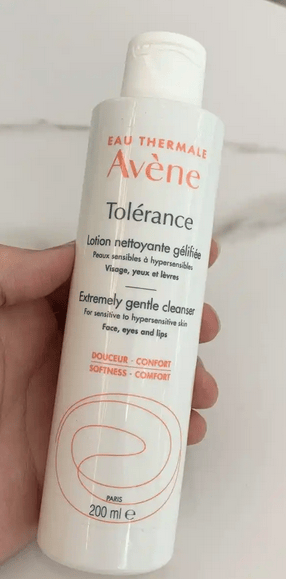 EAU THERMALE
Avène
Tolérance
Lotion nettoyante gélifiée
Peaux sensibles à hypersensibles
Visage, yeux et lèvres
Extremely gentle cleanser
For sensitive to hypersensitive skin
Face, eyes and lips
DOUCEUR - CONFORT
SOFTNESS - COMFORT
PARIS
200 ml e